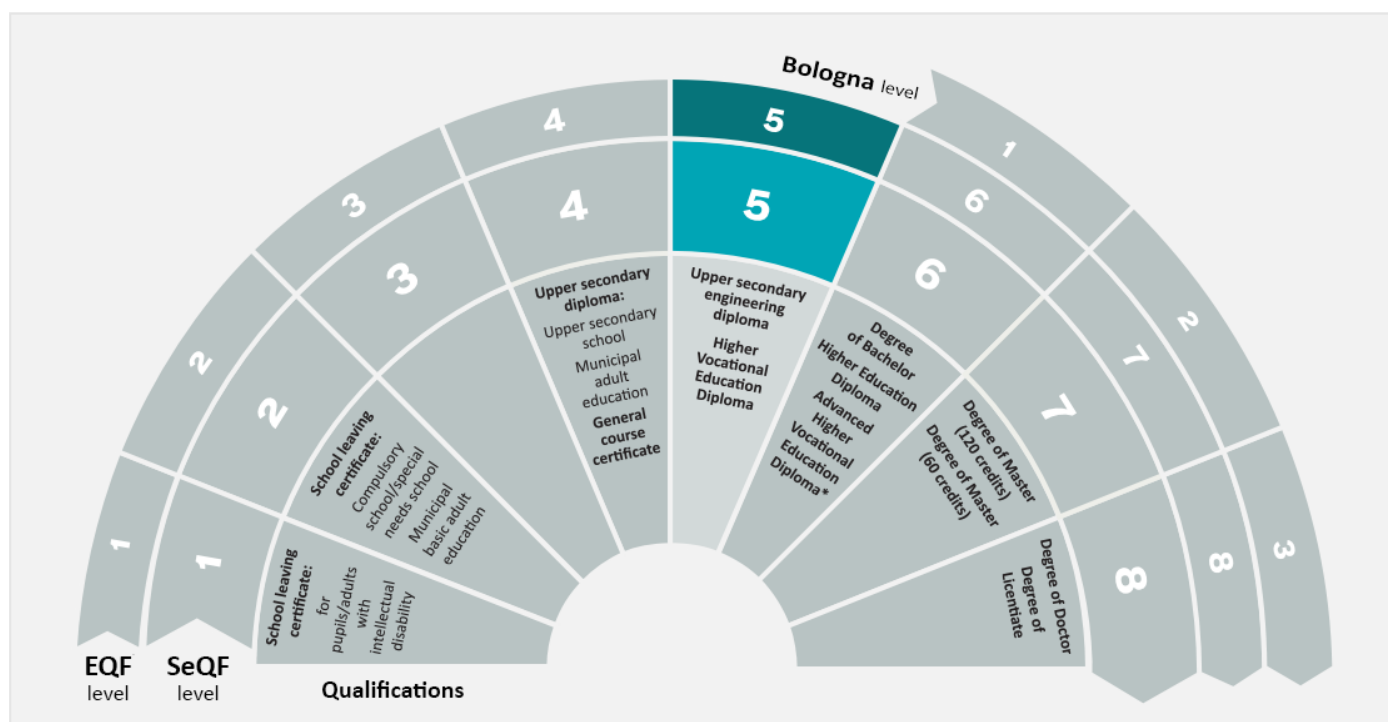 Bologna level
1
2
3
1
2
3
4
5
6
7
8
1
2
3
4
5
6
7
8
School leaving
certificate:
for
pupils/adults
with
intellectual
disability
School leaving
certificate:
Compulsory
school/special
needs school
Municipal
basic adult
education
Upper secondary
diploma:
Upper secondary
school
Municipal
adult
education
General
course
certificate
Upper secondary
engineering
diploma
Higher
Vocational
Education
Diploma
Degree
of Bachelor
Higher Education
Diploma
Advanced
Higher
Vocational
Education
Diploma*
Degree of Master
(120 credits)
Degree of Master
(60 credits)
Degree of Doctor
Degree of
Licentiate
EQF
level
SeQF
level
Qualifications